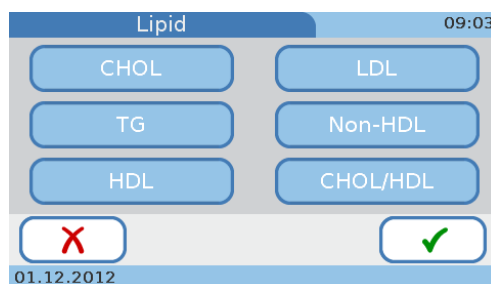 Lipid 09:03
CHOL LDL
TG Non-HDL
HDL CHOL/HDL
01.12.2012